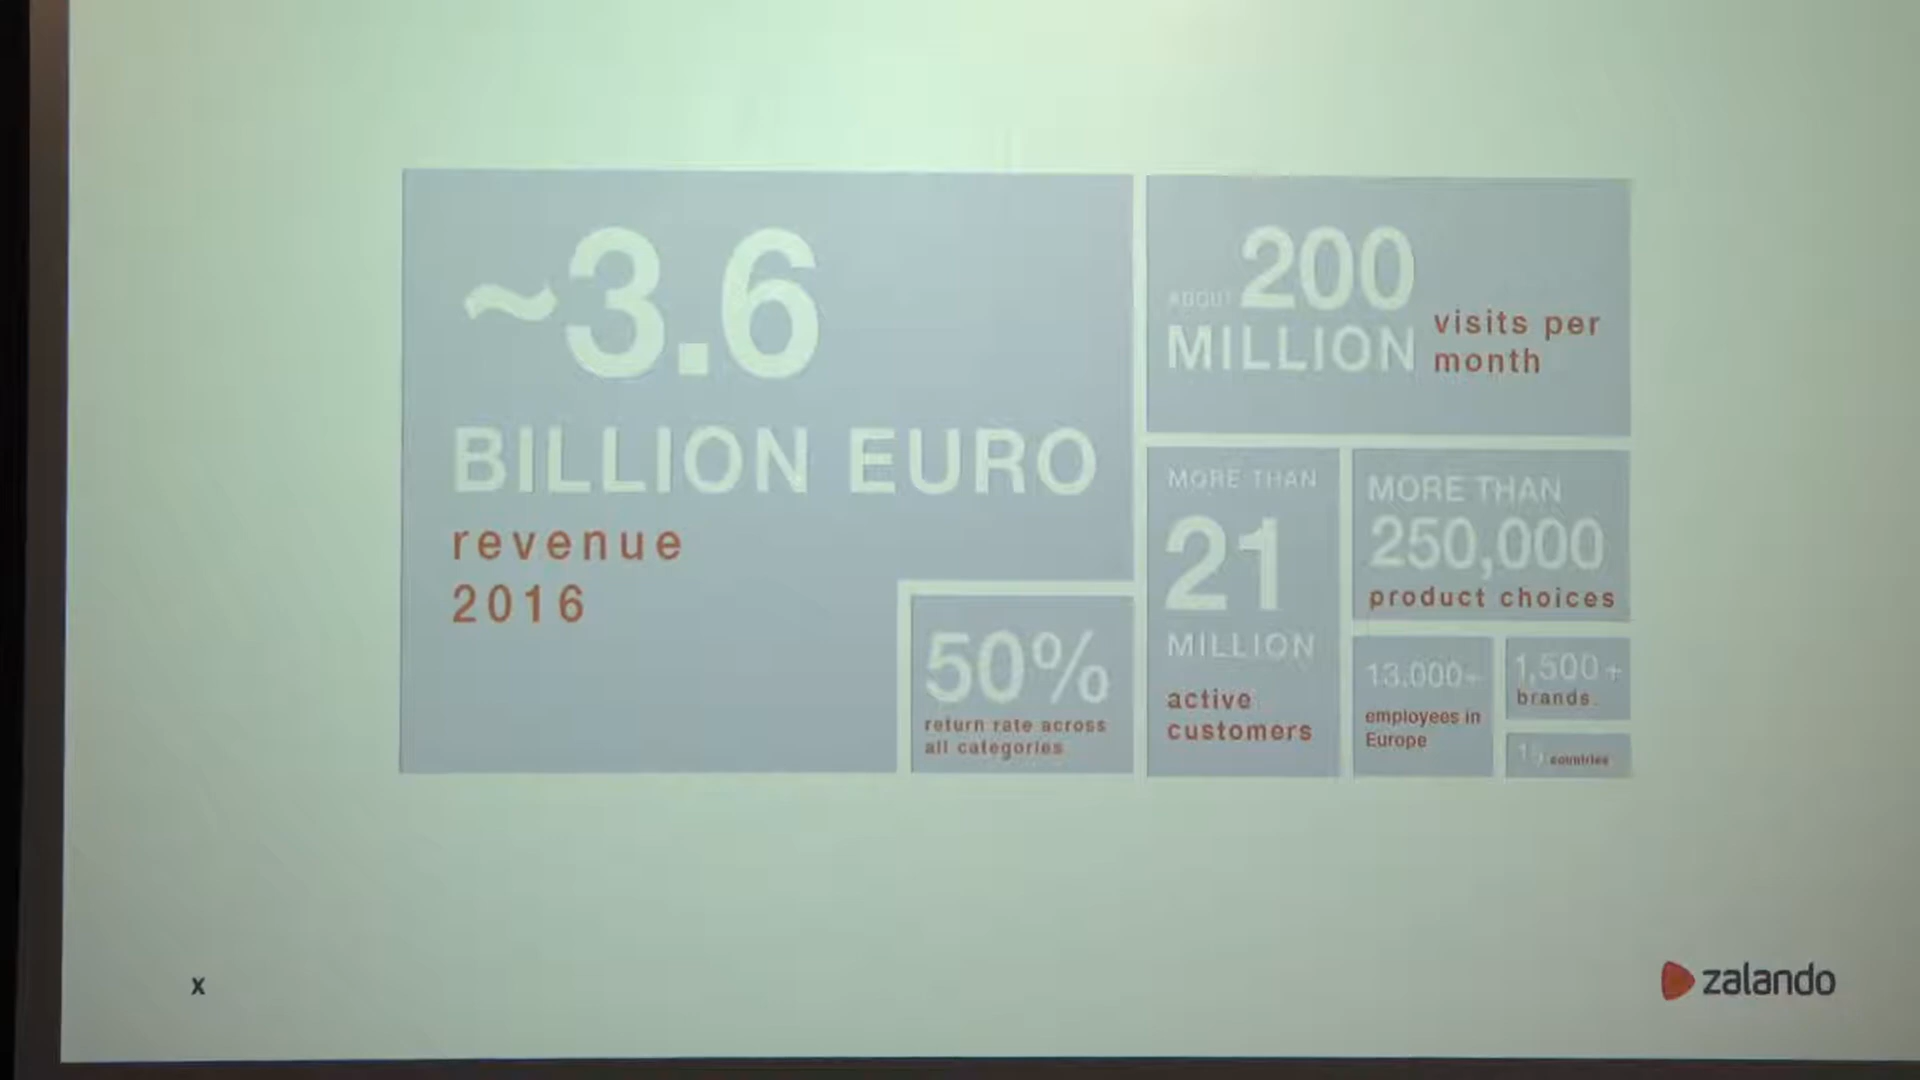 ~3.6
BILLION EURO
revenue
2016
50%
return rate across
all categories
ABOUT 200
MILLION
visits per
month
MORE THAN
21
MILLION
active
customers
MORE THAN
250,000
product choices
13.000+
employees in
Europe
1,500+
brands
countries
x
zalando